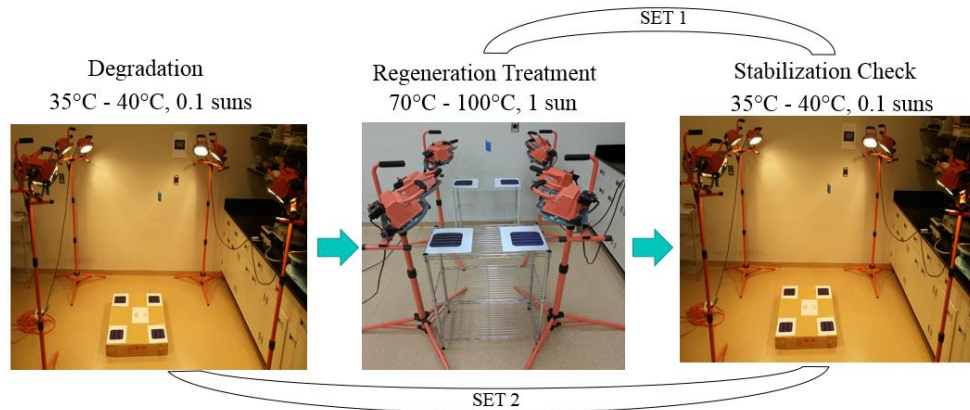 SET 1
Degradation
35°C - 40°C, 0.1 suns
Regeneration Treatment
70°C - 100°C, 1 sun
Stabilization Check
35°C - 40°C, 0.1 suns
SET 2